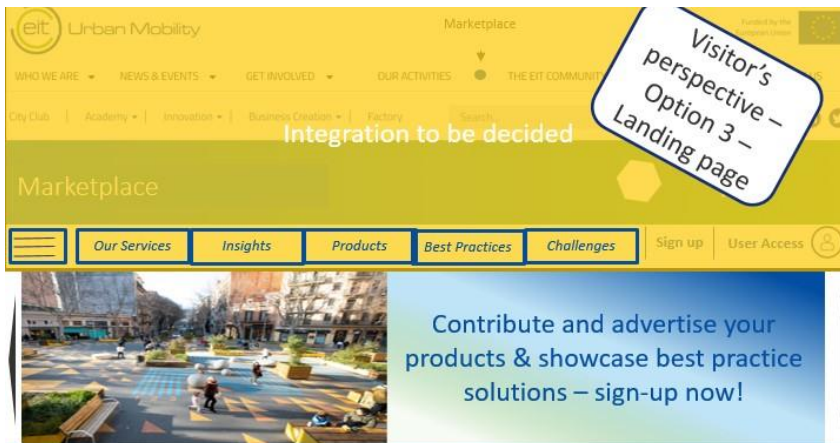 eit Urban Mobility
Marketplace
Funded by the
European Union
WHO WE ARE NEWS & EVENTS GET INVOLVED OUR ACTIVITIES THE EIT COMMUNITY US
City Club | Academy | Innovation | Business Creation | Factory Search...
Visitor's
perspective –
Option 3 –
Landing page
Integration to be decided
Marketplace
Our Services Insights Products Best Practices Challenges Sign up User Access
Contribute and advertise your
products & showcase best practice
solutions – sign-up now!